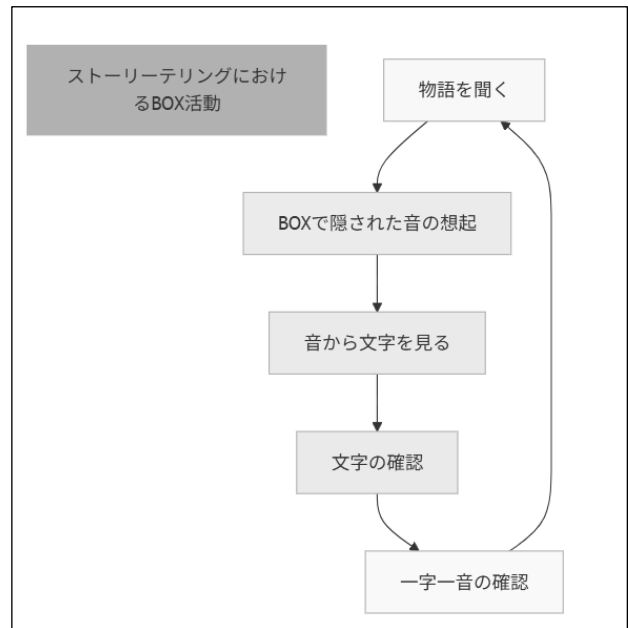 ストーリーテリングにおけ
るBOX活動
物語を聞く
BOXで隠された音の想起
音から文字を見る
文字の確認
一字一音の確認